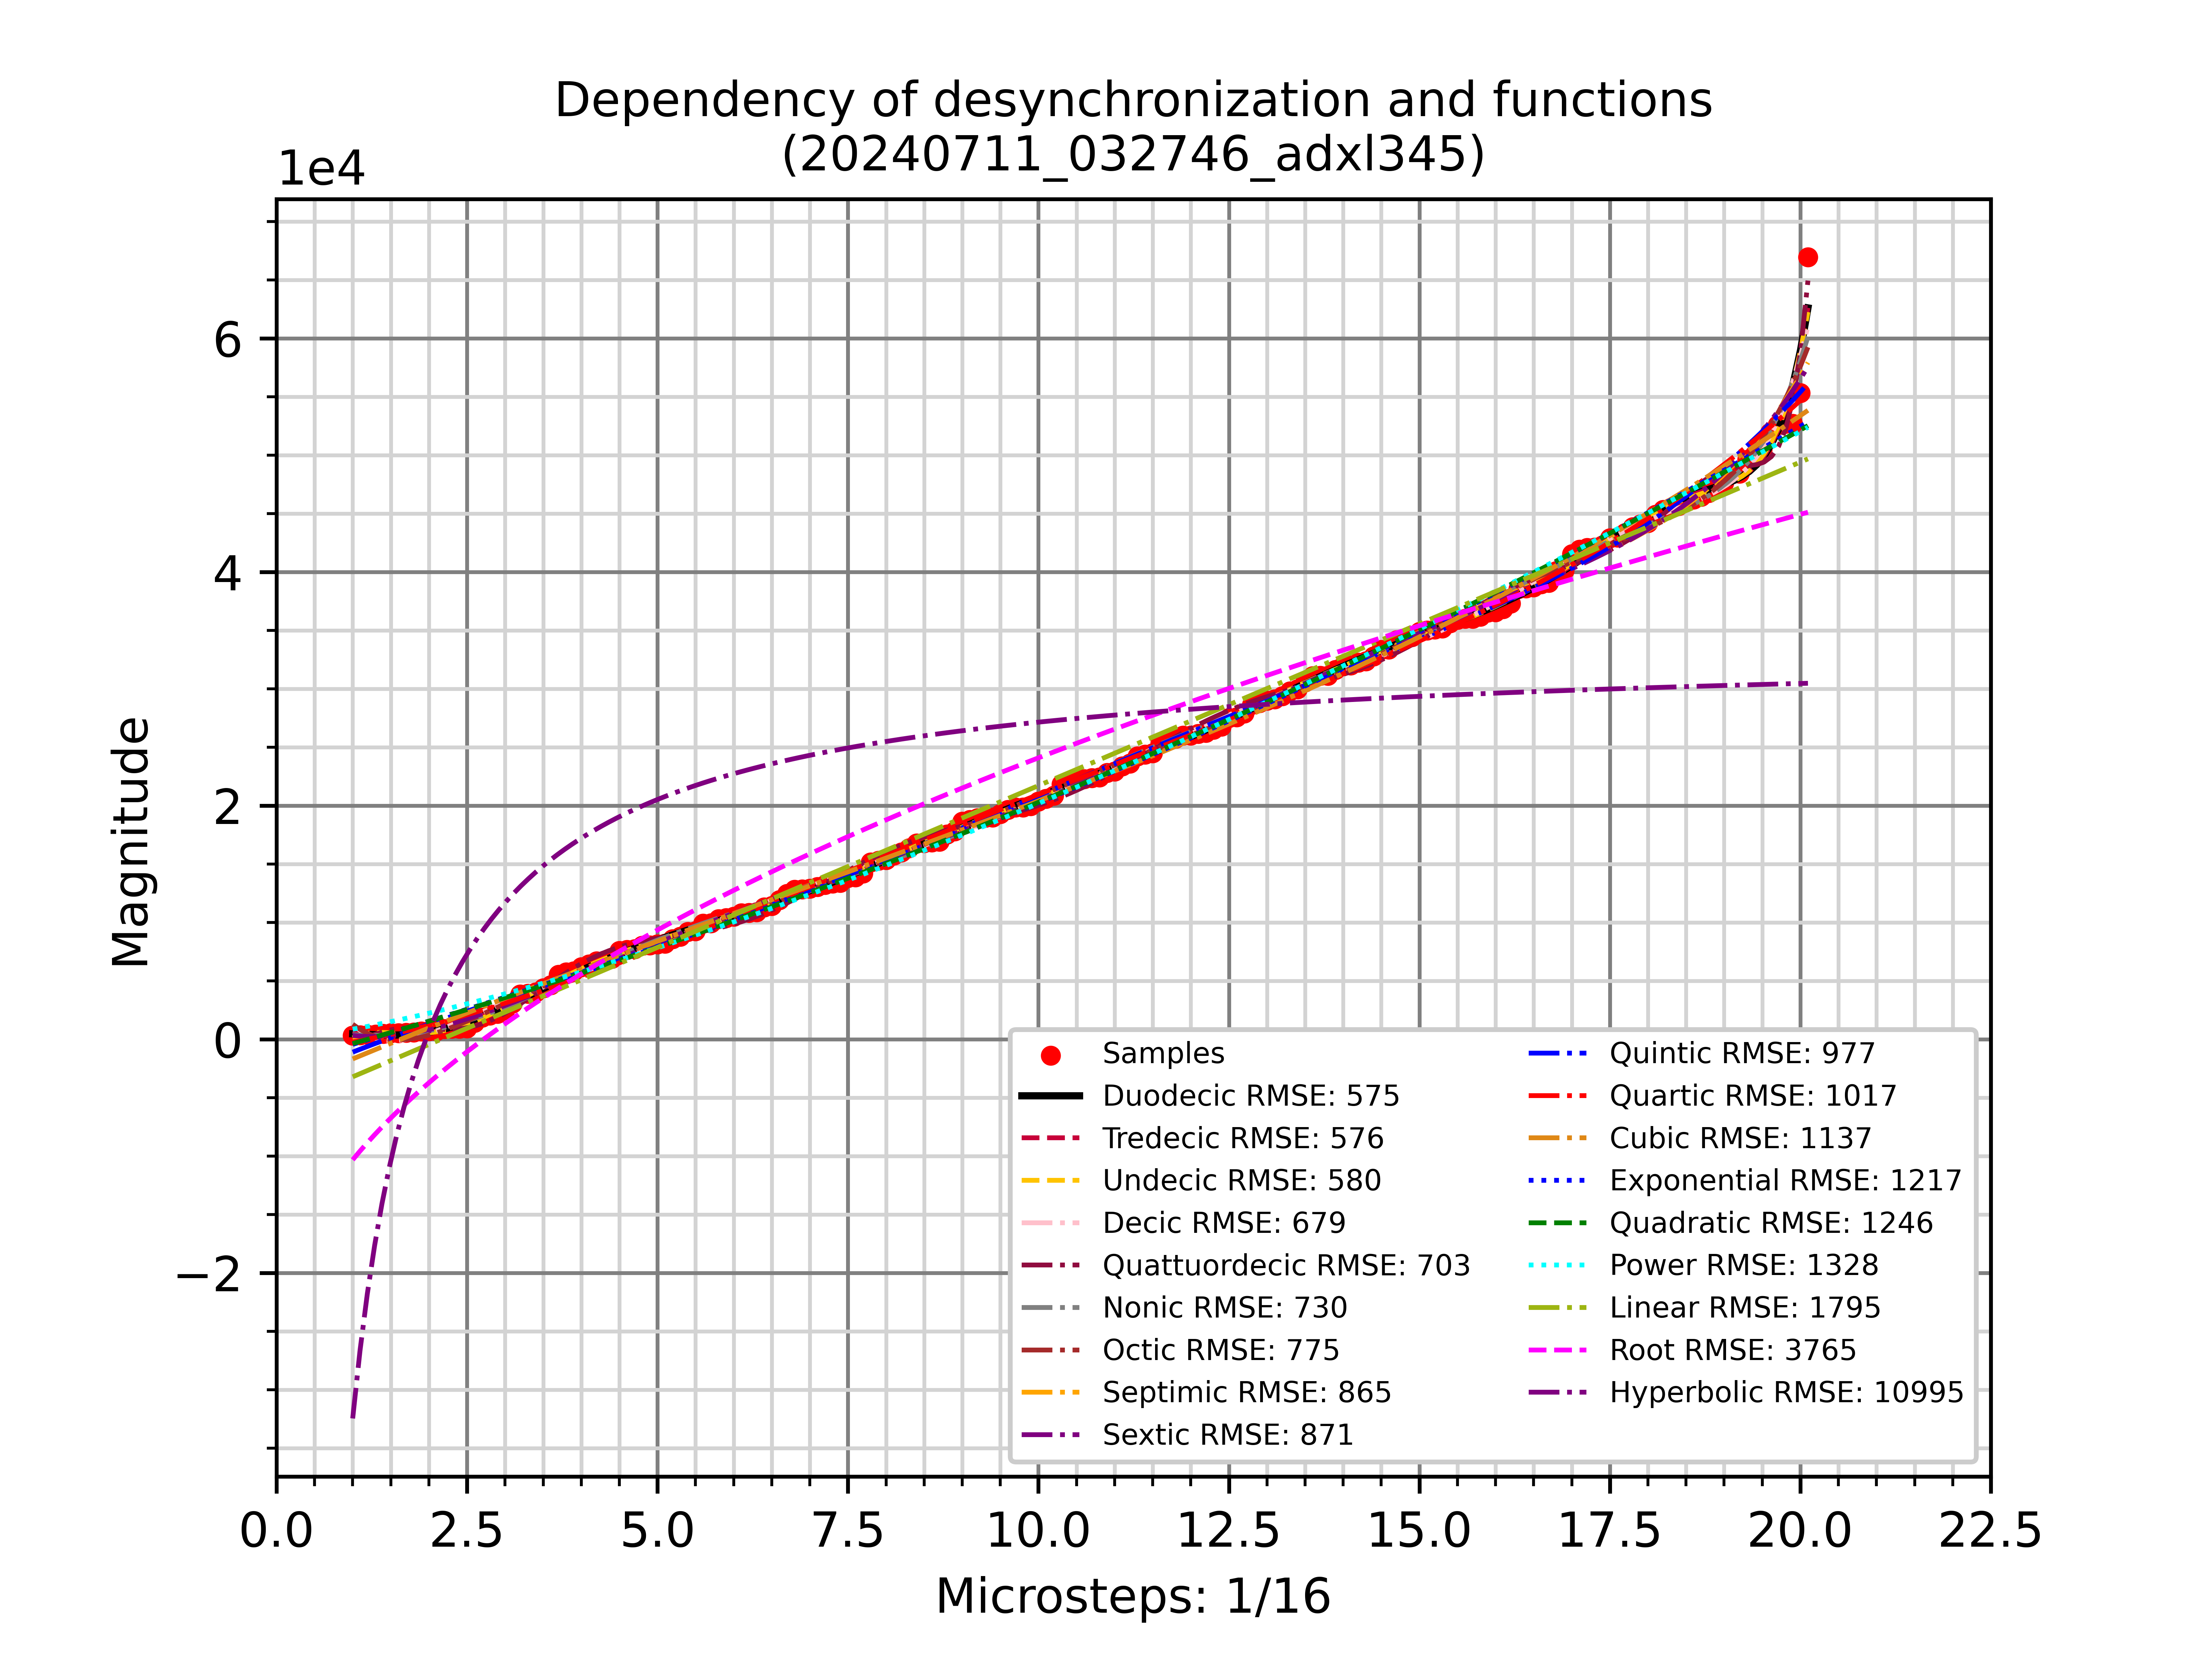 Dependency of desynchronization and functions
(20240711_032746_adxl345)
1e4
6
4
2
0
−2
Magnitude
0.0 2.5 5.0 7.5 10.0 12.5 15.0 17.5 20.0 22.5
Microsteps: 1/16
Samples
Duodecic RMSE: 575
Tredecic RMSE: 576
Undecic RMSE: 580
Decic RMSE: 679
Quattuordecic RMSE: 703
Nonic RMSE: 730
Octic RMSE: 775
Septimic RMSE: 865
Sextic RMSE: 871
Quintic RMSE: 977
Quartic RMSE: 1017
Cubic RMSE: 1137
Exponential RMSE: 1217
Quadratic RMSE: 1246
Power RMSE: 1328
Linear RMSE: 1795
Root RMSE: 3765
Hyperbolic RMSE: 10995